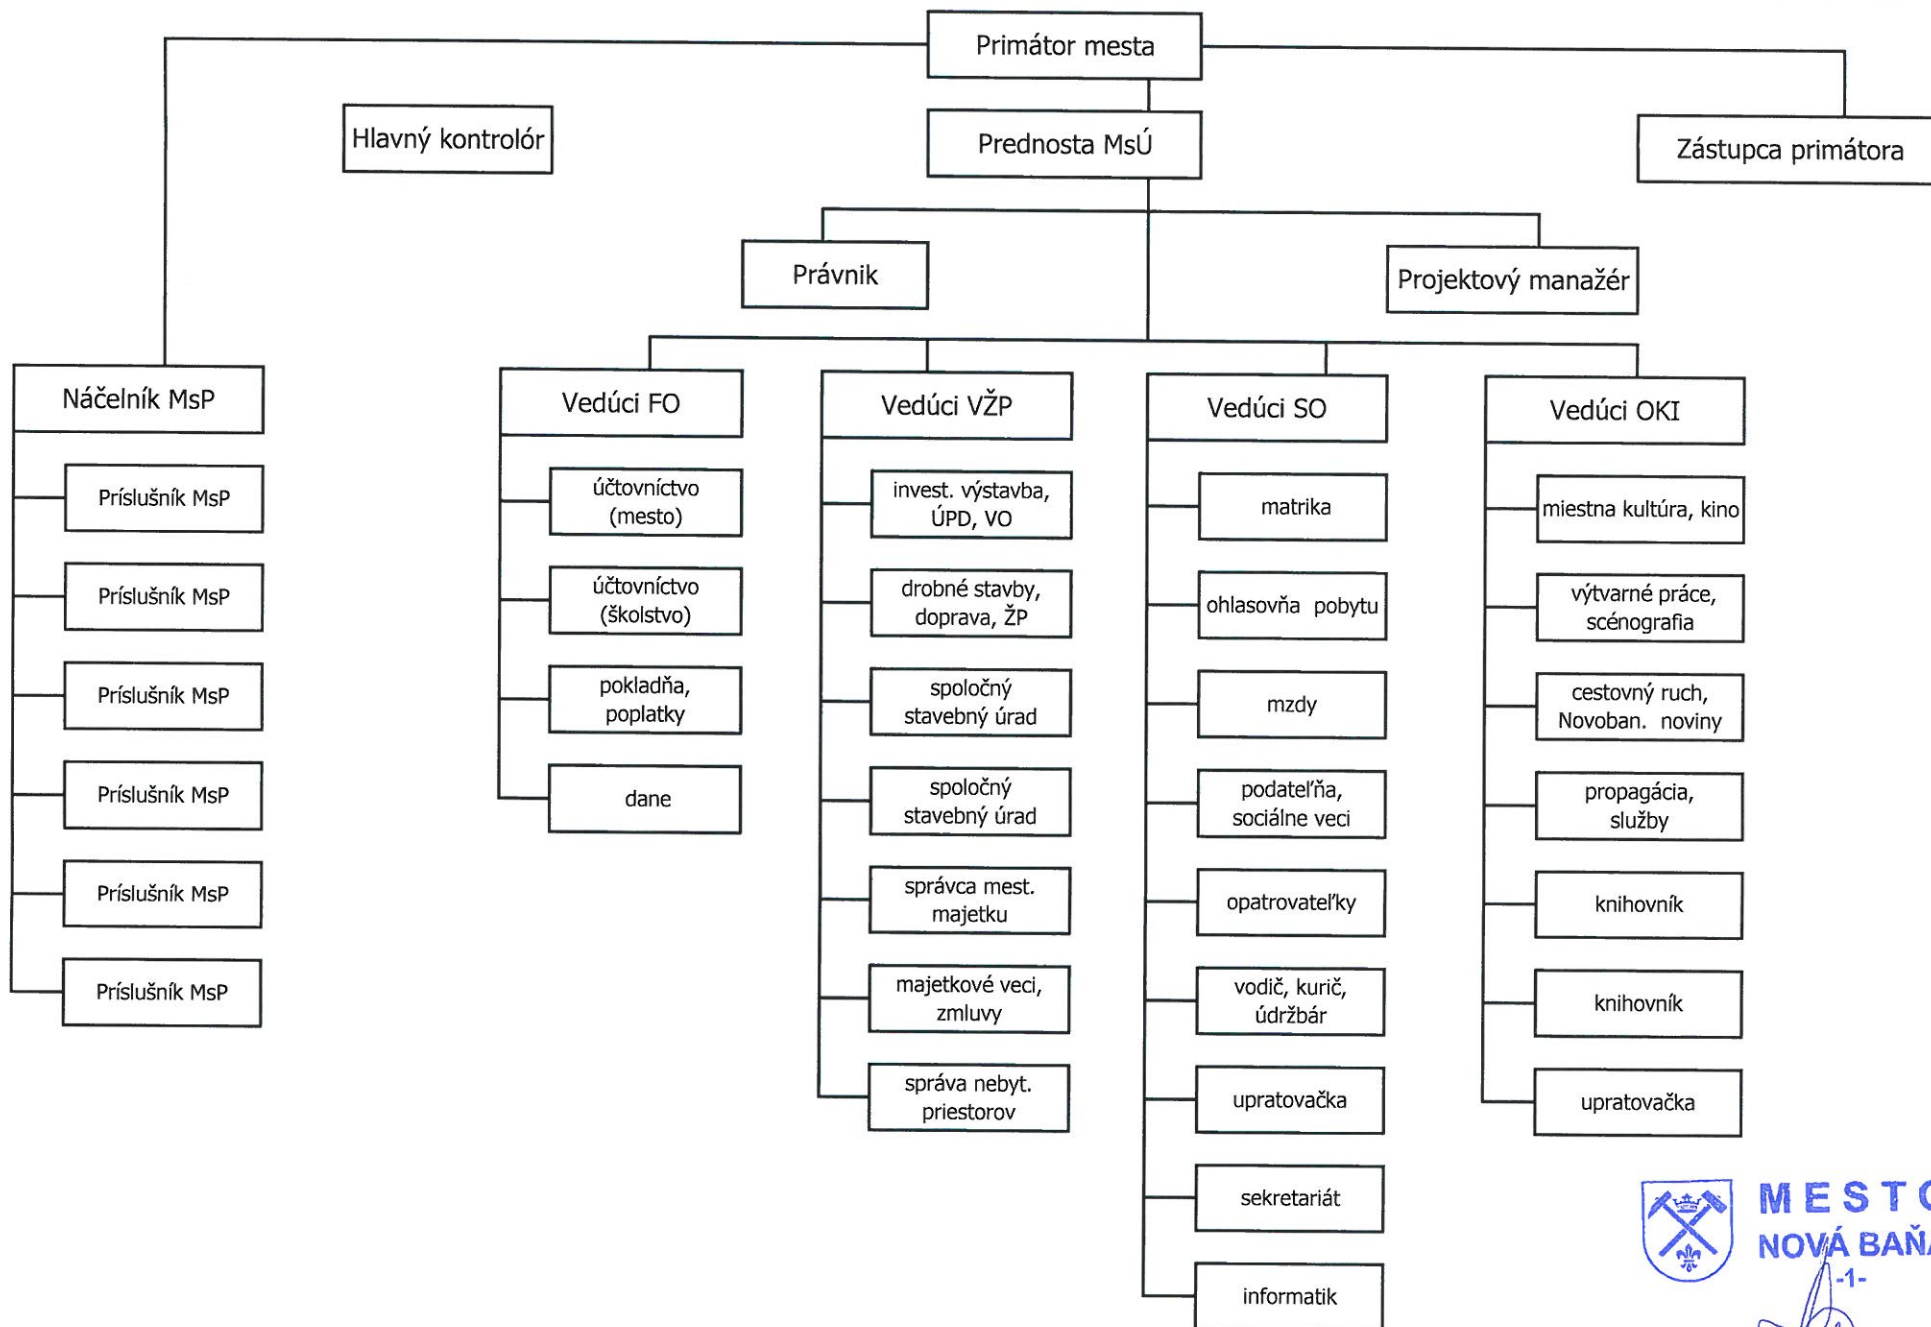 Primátor mesta
Hlavný kontrolór
Prednosta MsÚ
Zástupca primátora
Právnik
Projektový manažér
Náčelník MsP
Príslušník MsP
Príslušník MsP
Príslušník MsP
Príslušník MsP
Príslušník MsP
Príslušník MsP
Vedúci FO
účtovníctvo
(mesto)
účtovníctvo
(školstvo)
pokladňa,
poplatky
dane
Vedúci VŽP
invest. výstavba,
ÚPD, VO
drobné stavby,
doprava, ŽP
spoločný
stavebný úrad
spoločný
stavebný úrad
správca mest.
majetku
majetkové veci,
zmluvy
správa nebyt.
priestorov
Vedúci SO
matrika
ohlasovňa pobytu
mzdy
podateľňa,
sociálne veci
opatrovateľky
vodič, kurič,
údržbár
upratovačka
sekretariát
informatik
Vedúci OKI
miestna kultúra, kino
výtvarné práce,
scénografia
cestovný ruch,
Novoban. noviny
propagácia,
služby
knihovník
knihovník
upratovačka
MESTO
NOVÁ BAŇA
-1-